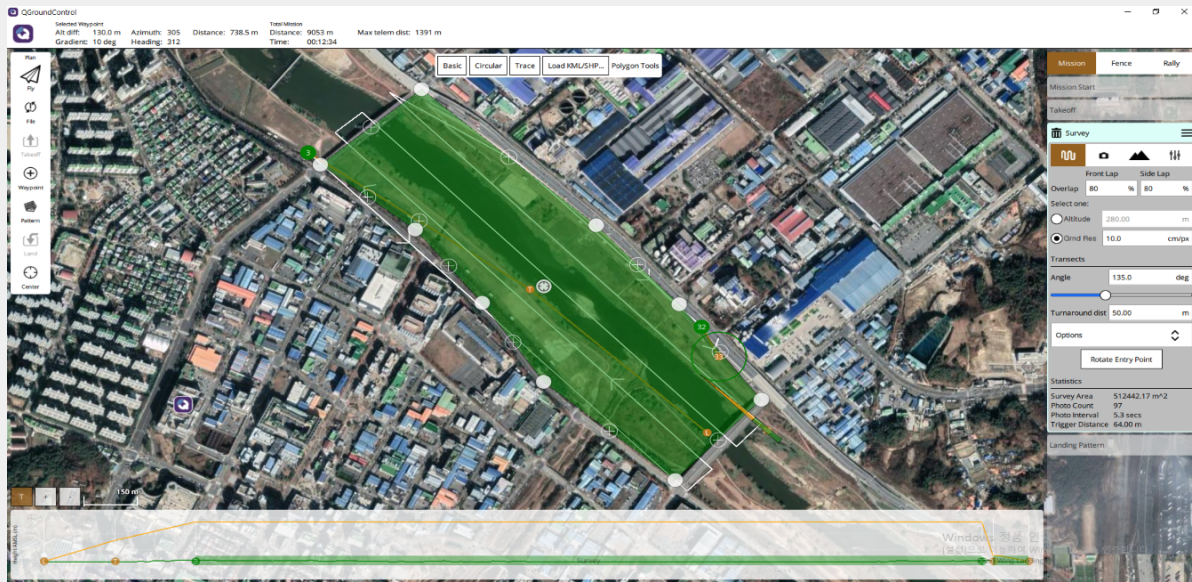 QGroundControl
Selected Waypoint
Alt diff: 130.0 m Azimuth: 305 Distance: 738.5 m
Gradient: 10 deg Heading: 312
Total Mission
Distance: 9053 m Max telem dist: 1391 m
Time: 00:12:34
Plan
Fly
File
Takeoff
Waypoint
Pattern
Land
Center
Basic Circular Trace Load KML/SHP... Polygon Tools
Mission Fence Rally
Mission Start
Takeoff
Survey
Front Lap Side Lap
Overlap 80 % 80 %
Select one:
Altitude 280.00 m
Grnd Res 10.0 cm/px
Transects
Angle 135.0 deg
Turnaround dist 50.00 m
Options
Rotate Entry Point
Statistics
Survey Area 512442.17 m^2
Photo Count 97
Photo Interval 5.3 secs
Trigger Distance 64.00 m
Landing Pattern
3
T
32
33
L
T
150 m
Survey
Windows 정품 인